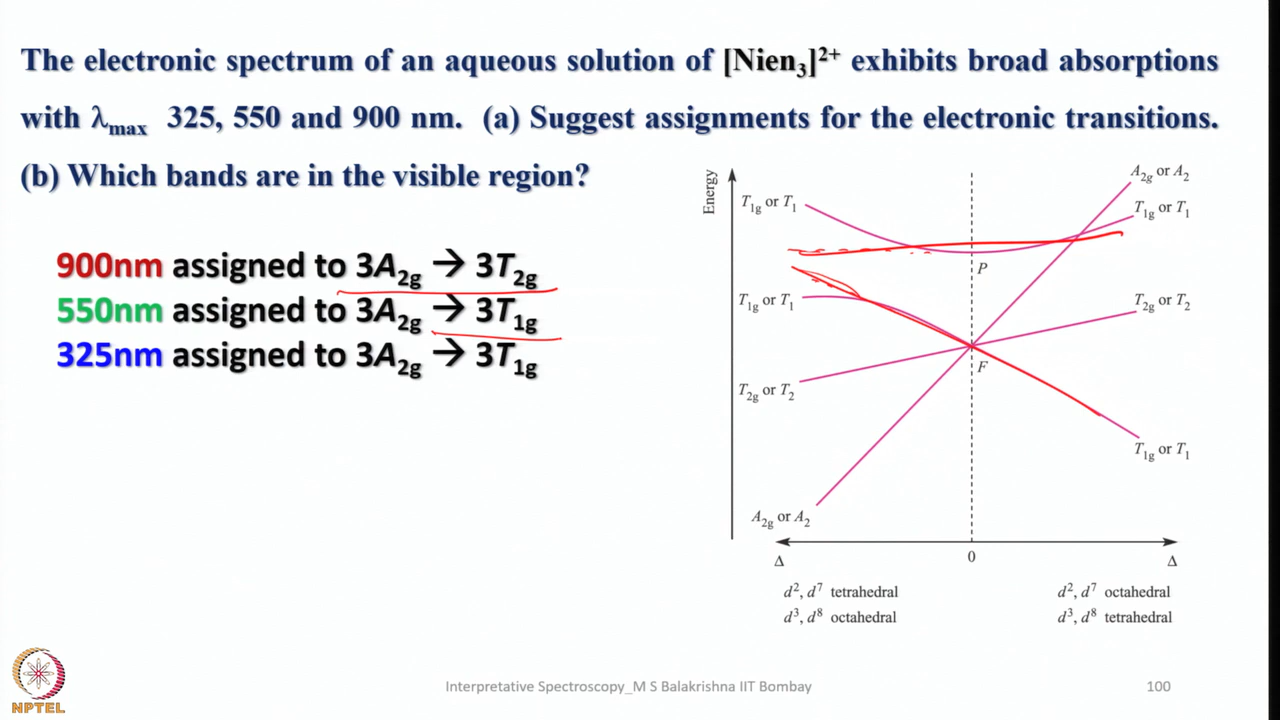 The electronic spectrum of an aqueous solution of [Nien₃]²⁺ exhibits broad absorptions
with λmax 325, 550 and 900 nm. (a) Suggest assignments for the electronic transitions.
(b) Which bands are in the visible region?
900nm assigned to 3A₂g → 3T₂g
550nm assigned to 3A₂g → 3T₁g
325nm assigned to 3A₂g → 3T₁g
Energy
T₁g or T₁
T₁g or T₁
T₂g or T₂
A₂g or A₂
P
F
A₂g or A₂
T₁g or T₁
T₂g or T₂
T₁g or T₁
Δ
0
Δ
d², d⁷ tetrahedral
d³, d⁸ octahedral
d², d⁷ octahedral
d³, d⁸ tetrahedral
NPTEL
Interpretative Spectroscopy_M S Balakrishna IIT Bombay
100